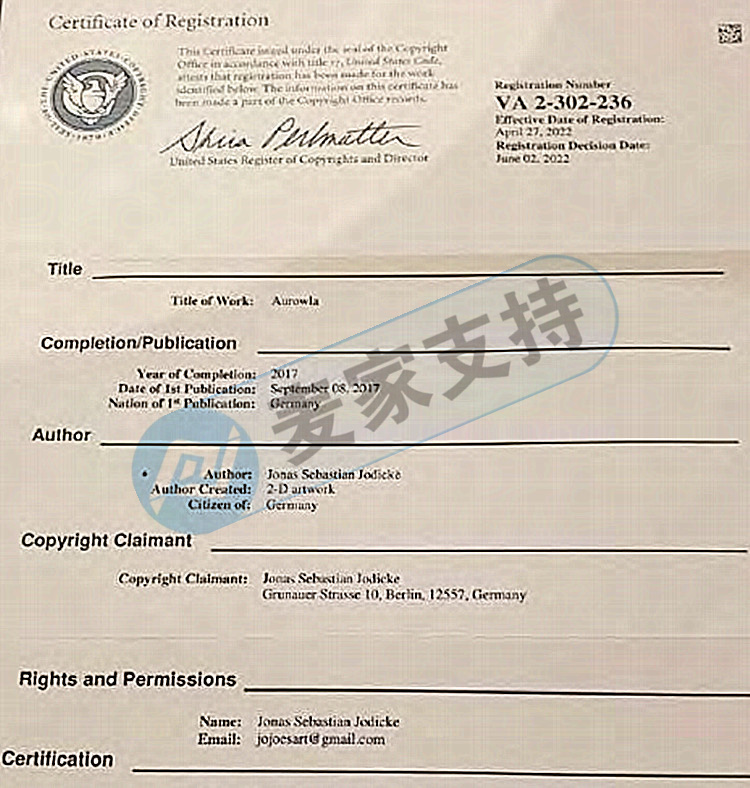 Certificate of Registration
This Certificate issued under the seal of the Copyright
Office in accordance with title 17, United States Code,
attests that registration has been made for the work
identified below. The information on this certificate has
been made a part of the Copyright Office records.
Shira Perlmutter
United States Register of Copyrights and Director
Registration Number
VA 2-302-236
Effective Date of Registration:
April 27, 2022
Registration Decision Date:
June 02, 2022
Title
Title of Work: Aurowla
Completion/Publication
Year of Completion: 2017
Date of 1st Publication: September 08, 2017
Nation of 1st Publication: Germany
麦家支持
Author
• Author: Jonas Sebastian Jodicke
Author Created: 2-D artwork
Citizen of: Germany
Copyright Claimant
Copyright Claimant: Jonas Sebastian Jodicke
Grunauer Strasse 10, Berlin, 12557, Germany
Rights and Permissions
Name: Jonas Sebastian Jodicke
Email: jojoesart@gmail.com
Certification